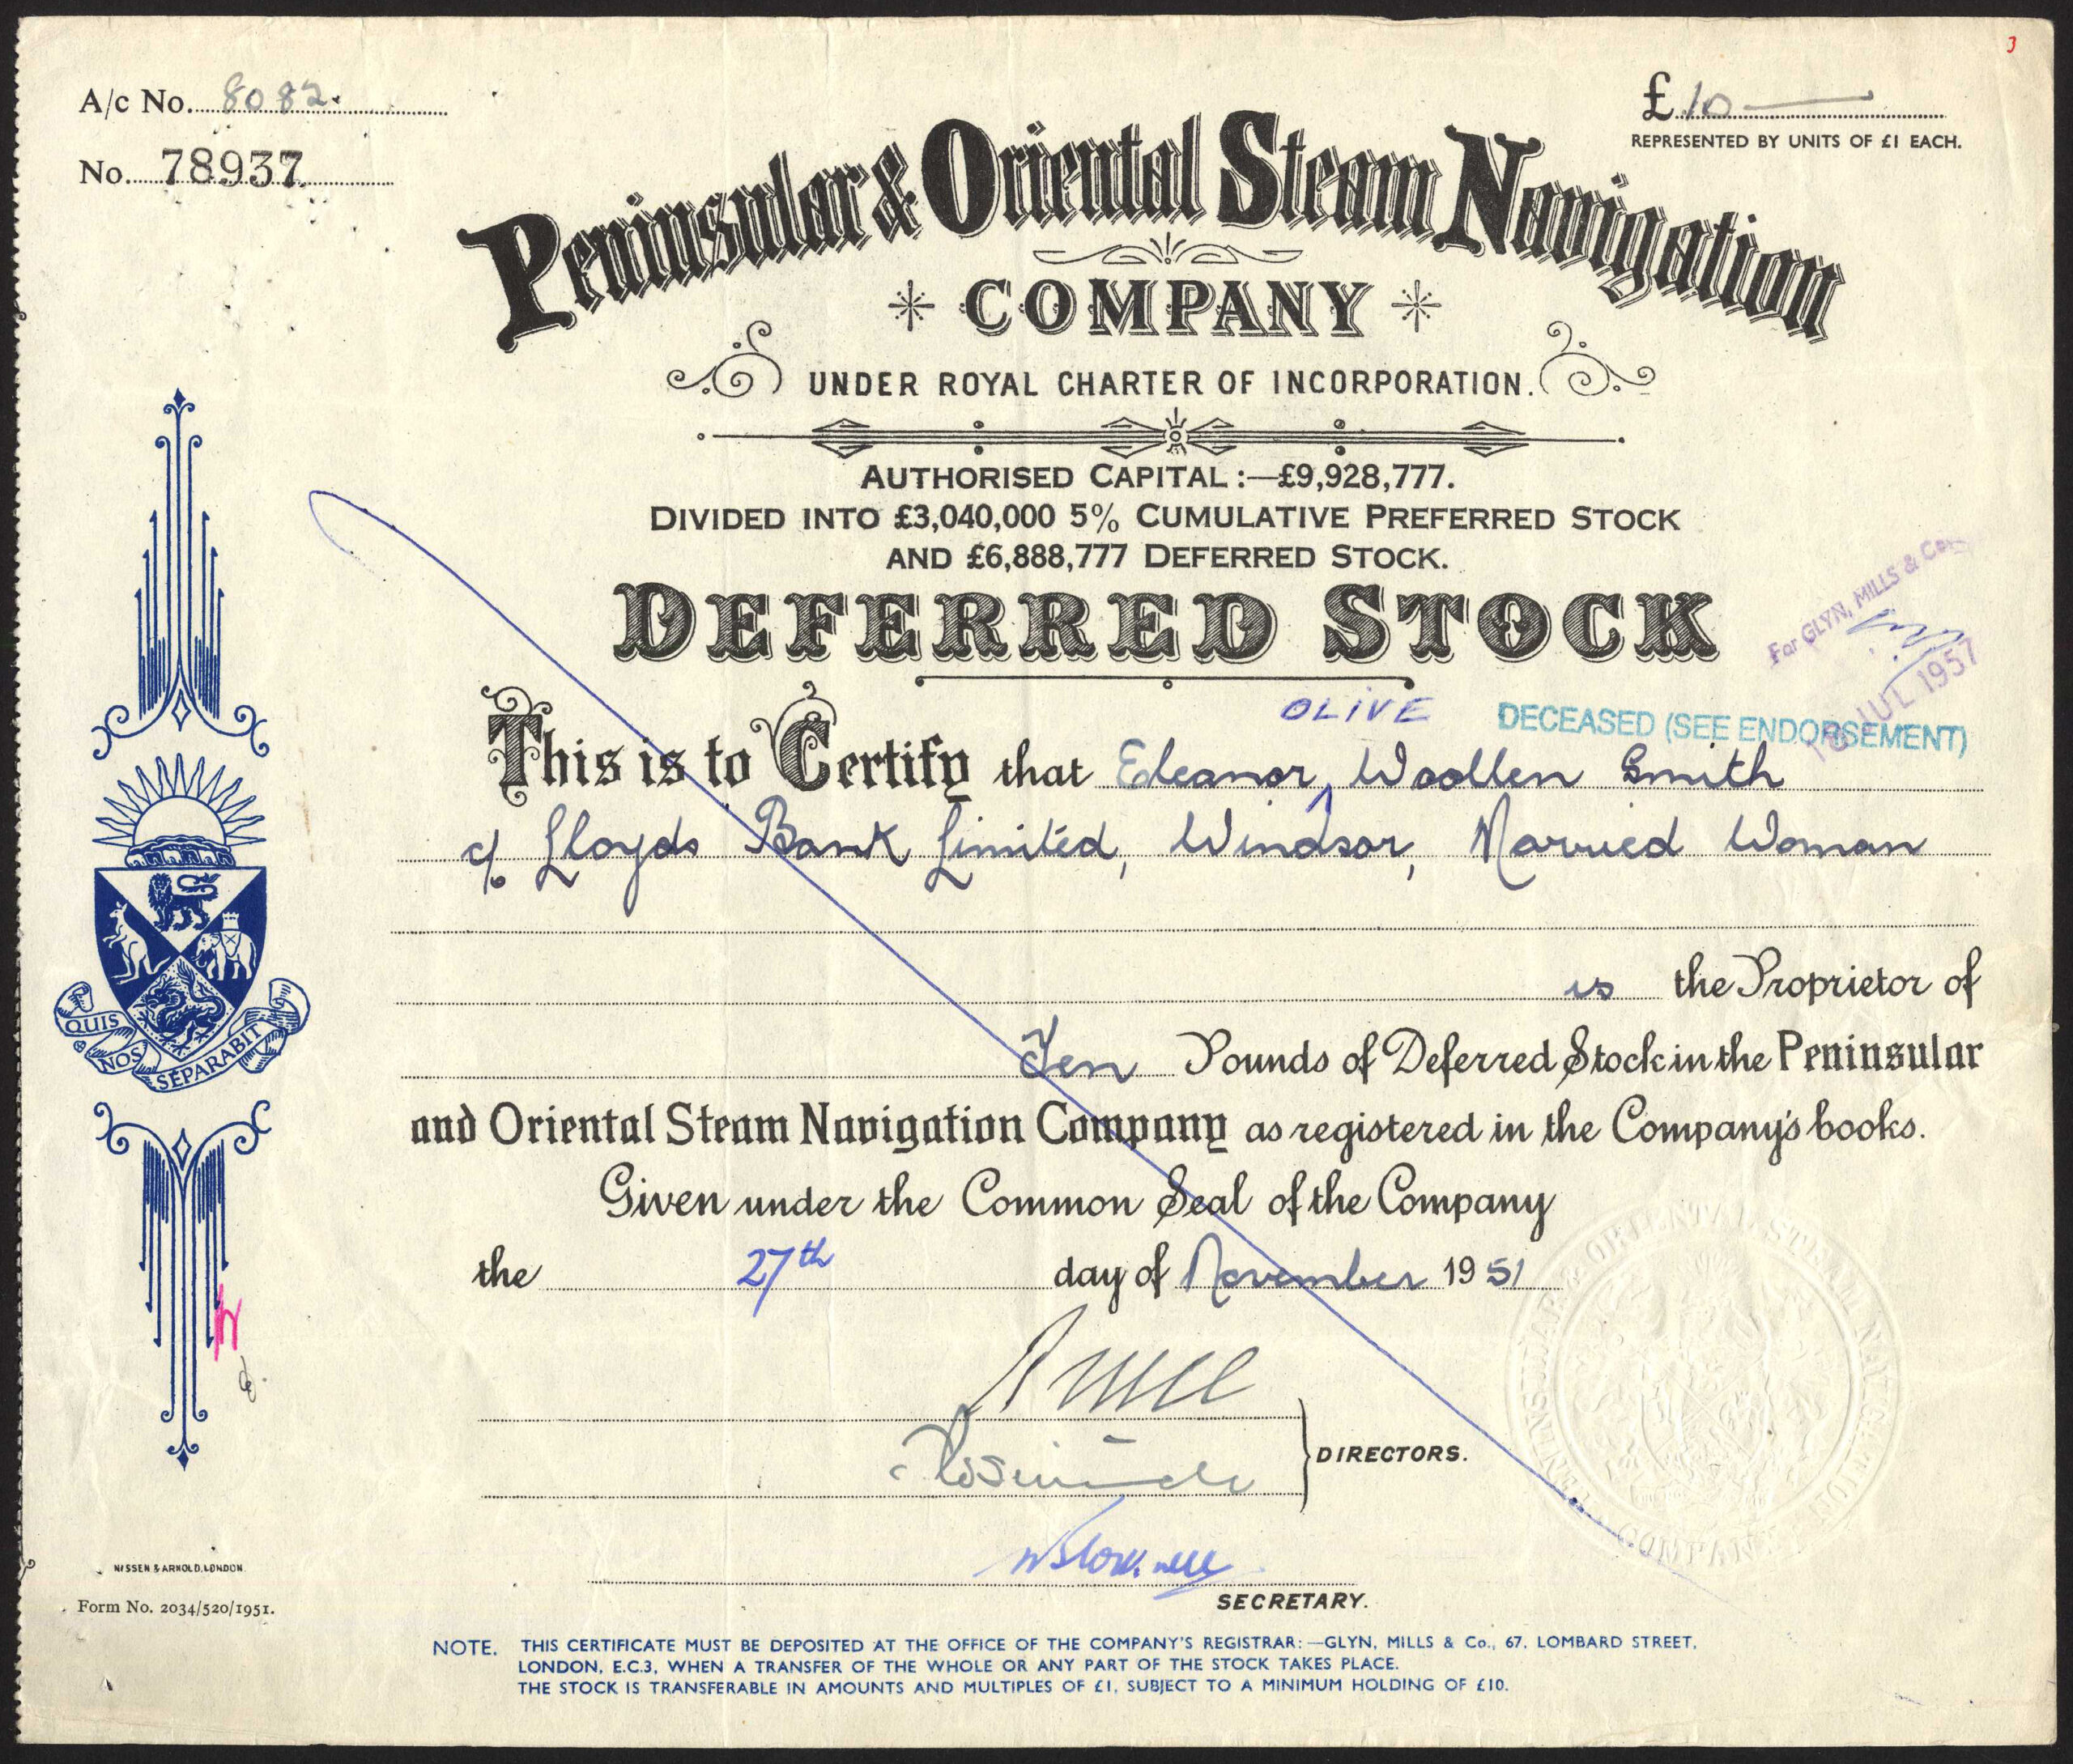 3
A/c No. 8082.
£ 10
REPRESENTED BY UNITS OF £1 EACH.
No. 78937
Peninsular & Oriental Steam Navigation
COMPANY
UNDER ROYAL CHARTER OF INCORPORATION.
AUTHORISED CAPITAL :—£9,928,777.
DIVIDED INTO £3,040,000 5% CUMULATIVE PREFERRED STOCK
AND £6,888,777 DEFERRED STOCK.
DEFERRED STOCK
For GLYN, MILLS & Co.
JUL 1957
OLIVE
DECEASED (SEE ENDORSEMENT)
This is to Certify that Eleanor Woollen Smith
c/o Lloyds Bank Limited, Windsor, Married Woman
is the Proprietor of
Ten Pounds of Deferred Stock in the Peninsular
and Oriental Steam Navigation Company as registered in the Company's books.
Given under the Common Seal of the Company
the 27th day of November 1951
DIRECTORS.
SECRETARY.
QUIS NOS SEPARABIT
PENINSULAR & ORIENTAL STEAM NAVIGATION COMPANY
NISSEN & ARNOLD, LONDON
Form No. 2034/520/1951.
NOTE. THIS CERTIFICATE MUST BE DEPOSITED AT THE OFFICE OF THE COMPANY'S REGISTRAR:—GLYN, MILLS & Co., 67, LOMBARD STREET,
LONDON, E.C.3, WHEN A TRANSFER OF THE WHOLE OR ANY PART OF THE STOCK TAKES PLACE.
THE STOCK IS TRANSFERABLE IN AMOUNTS AND MULTIPLES OF £1, SUBJECT TO A MINIMUM HOLDING OF £10.